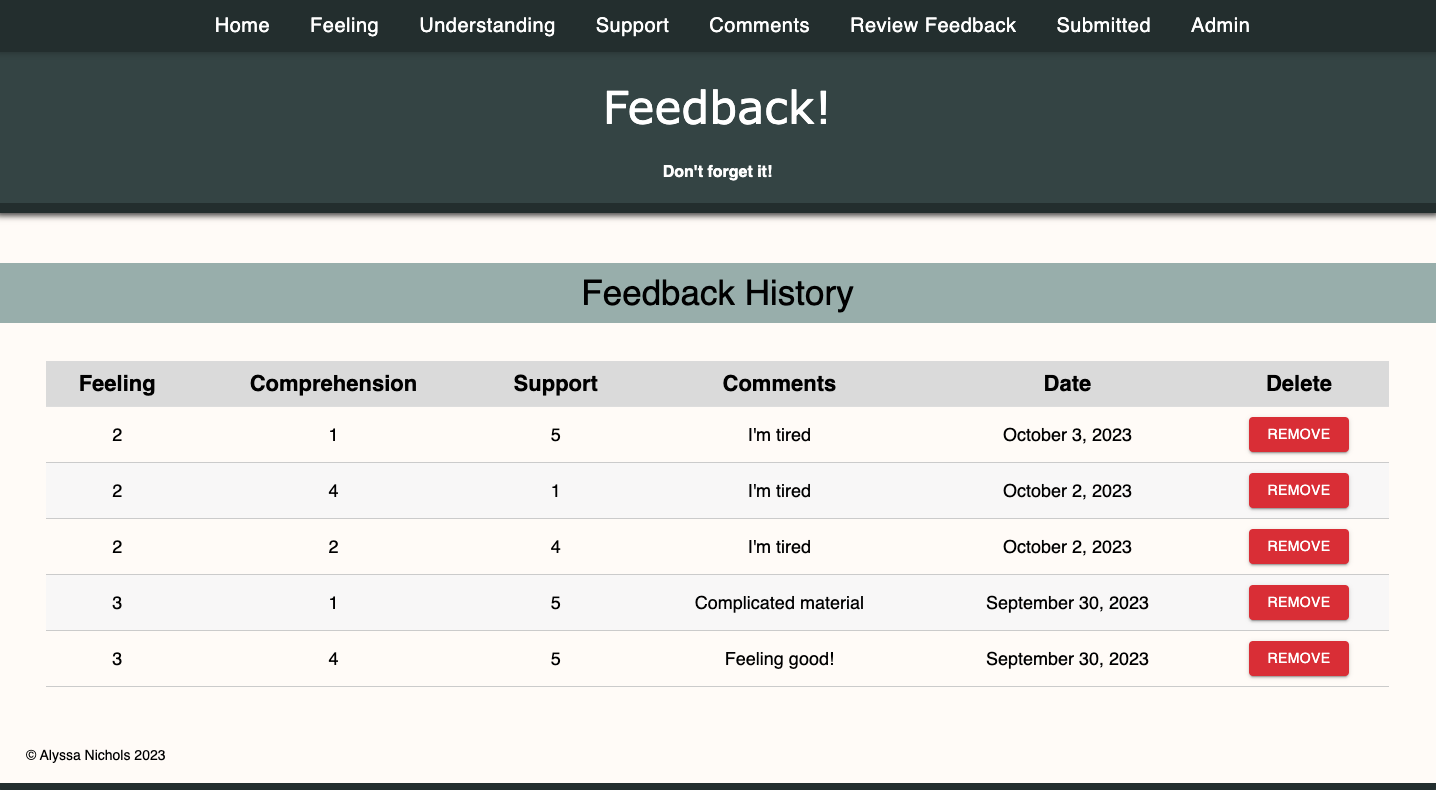 Home Feeling Understanding Support Comments Review Feedback Submitted Admin
Feedback!
Don't forget it!
Feedback History
Feeling Comprehension Support Comments Date Delete
2 1 5 I'm tired October 3, 2023 REMOVE
2 4 1 I'm tired October 2, 2023 REMOVE
2 2 4 I'm tired October 2, 2023 REMOVE
3 1 5 Complicated material September 30, 2023 REMOVE
3 4 5 Feeling good! September 30, 2023 REMOVE
© Alyssa Nichols 2023